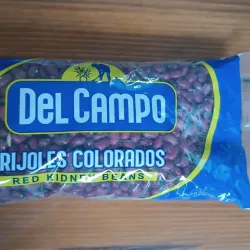 DEL CAMPO
RIJOLES COLORADOS
RED KIDNEY BEANS